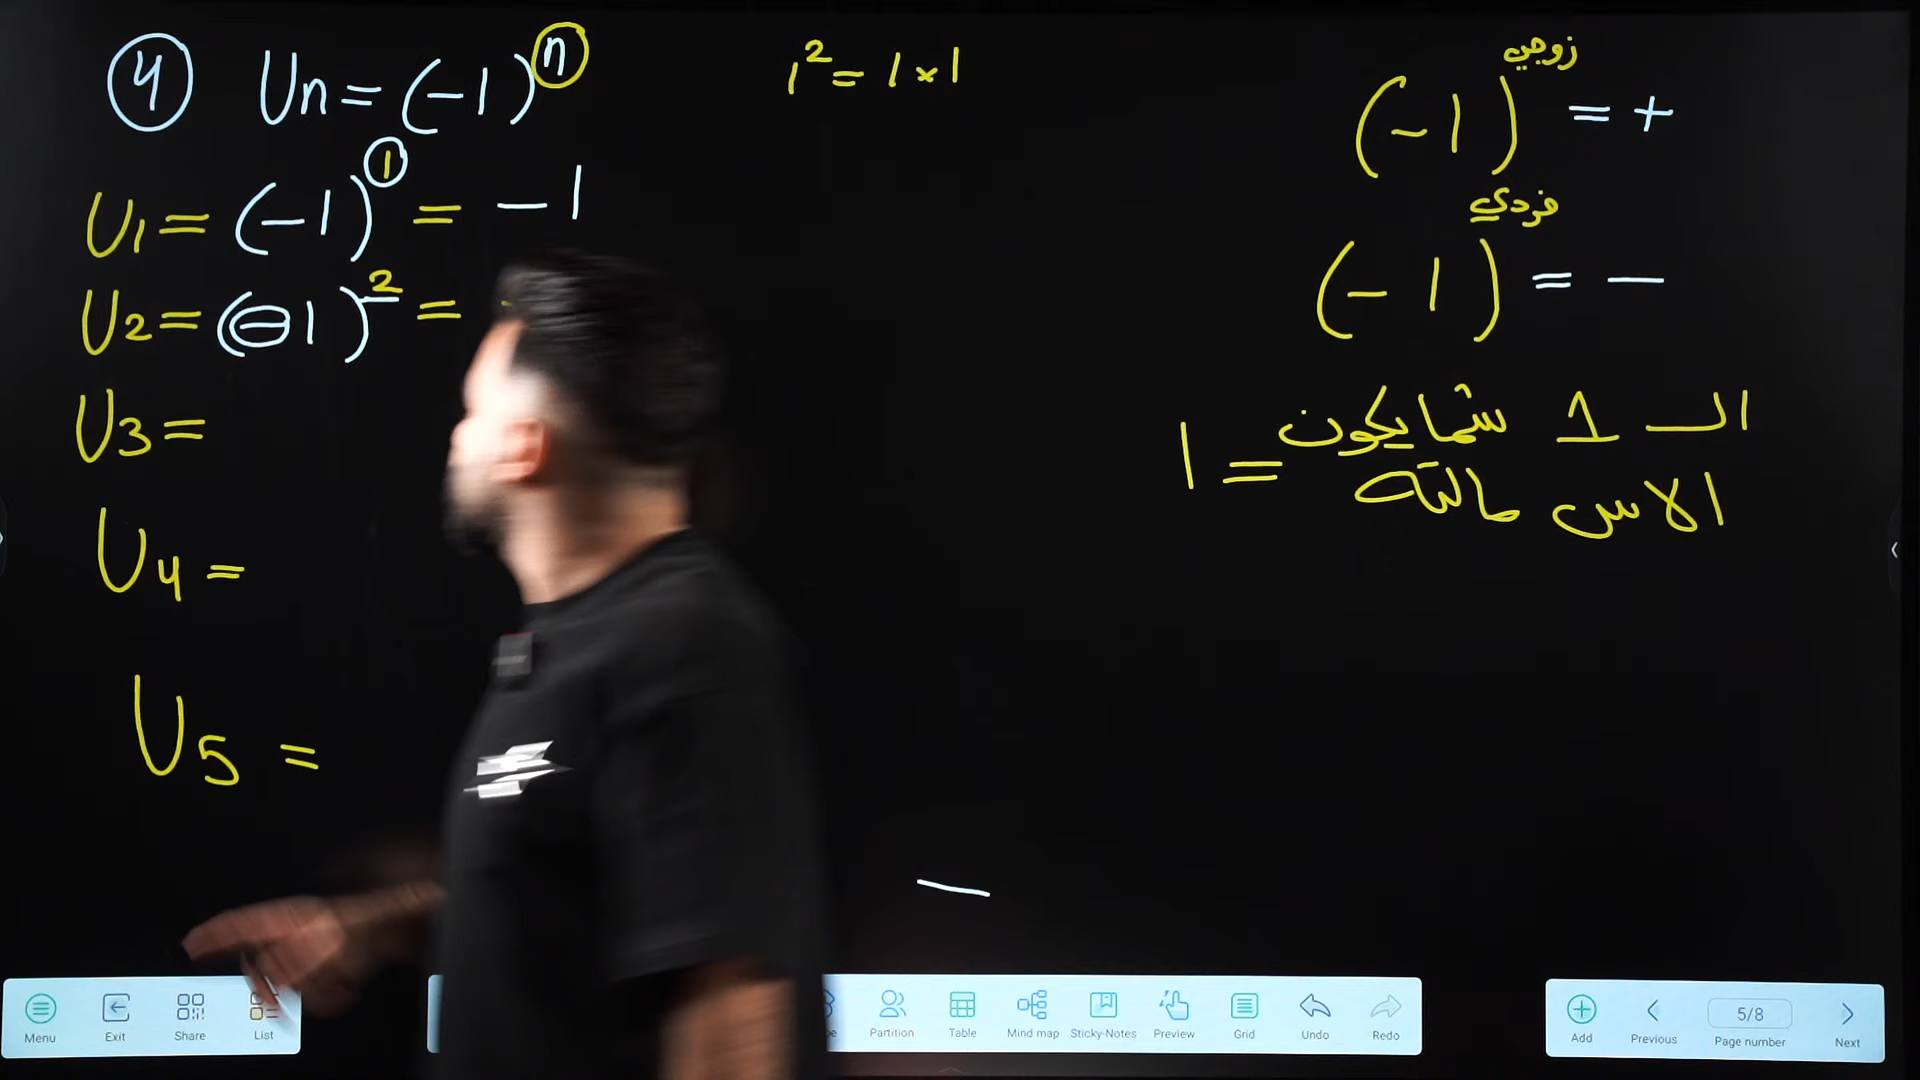 4 Un = (-1)^n
1² = 1 × 1
U1 = (-1)^1 = -1
U2 = (-1)^2 =
U3 =
U4 =
U5 =
(-1)^زوجي = +
(-1)^فردي = -
الـ 1 شما يكون
الاس مالته = 1
Menu
Exit
Share
List
Partition
Table
Mind map
Sticky-Notes
Preview
Grid
Undo
Redo
Add
Previous
5/8
Page number
Next